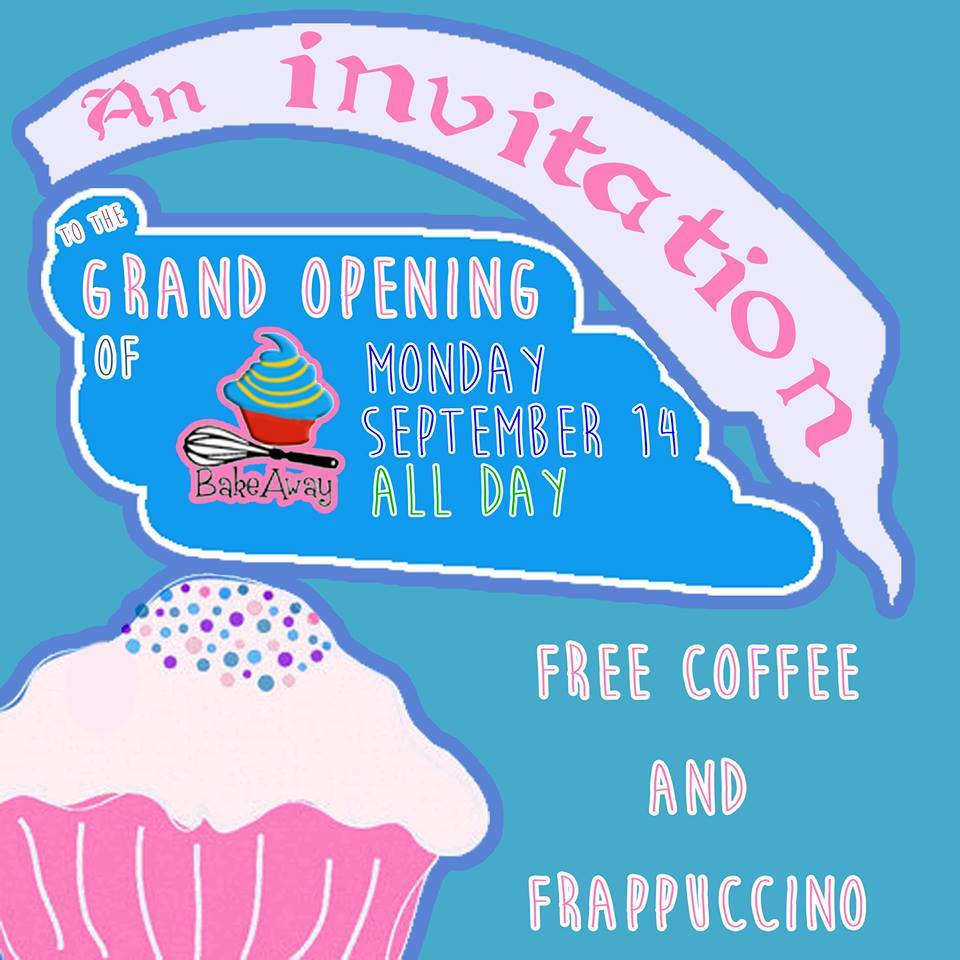 An invitation
TO THE
GRAND OPENING
OF
BakeAway
MONDAY
SEPTEMBER 14
ALL DAY
FREE COFFEE
AND
FRAPPUCCINO